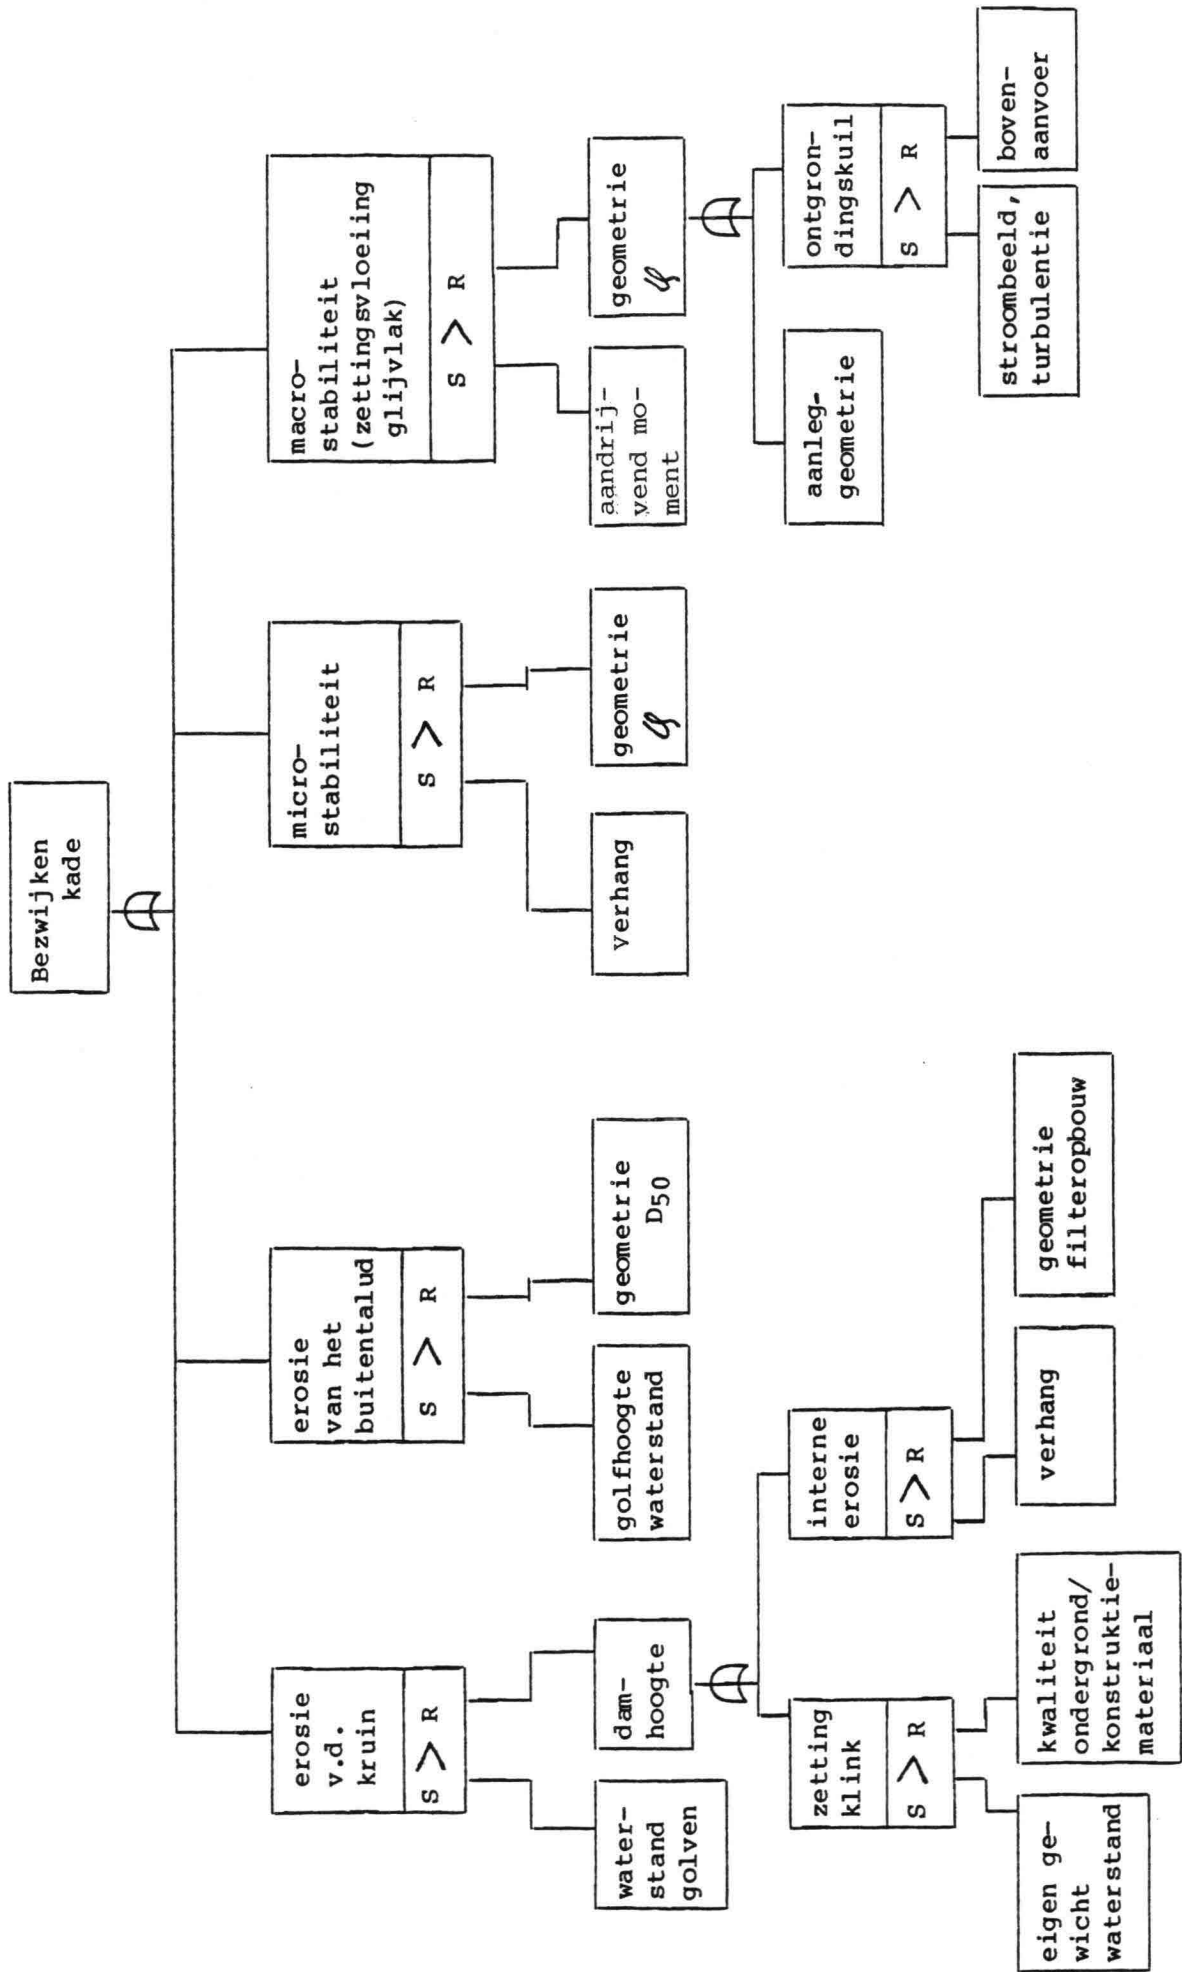 Bezwijken
kade
erosie
v.d.
kruin
S > R
erosie
van het
buitentalud
S > R
micro-
stabiliteit
S > R
macro-
stabiliteit
(zettingsvloeiing
glijvlak)
S > R
water-
stand
golven
dam-
hoogte
golfhoogte
waterstand
geometrie
D50
verhang
geometrie
φ
aandrij-
vend mo-
ment
geometrie
φ
zetting
klink
S > R
interne
erosie
S > R
aanleg-
geometrie
ontgron-
dingskuil
S > R
eigen ge-
wicht
waterstand
kwaliteit
ondergrond/
konstruktie-
materiaal
verhang
geometrie
filteropbouw
stroombeeld,
turbulentie
boven-
aanvoer